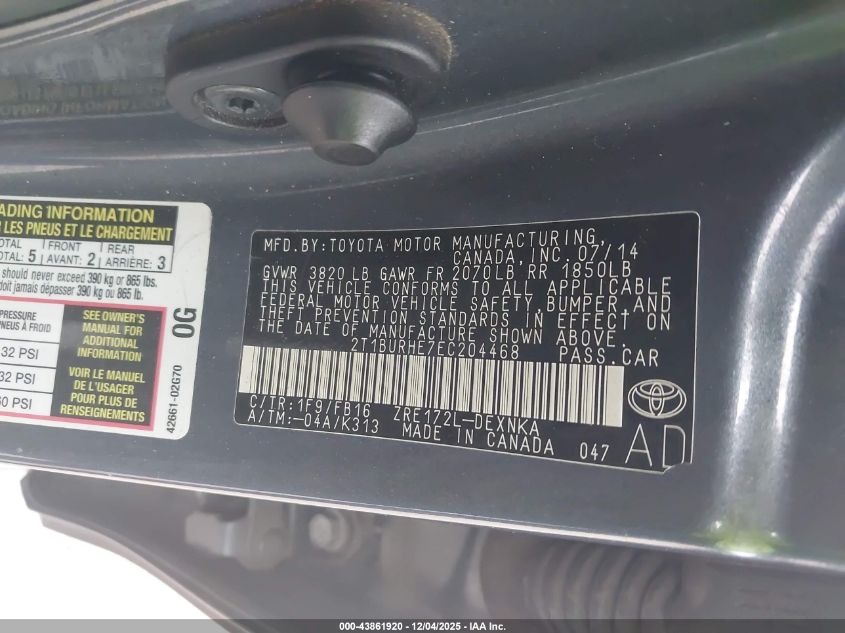 ADING INFORMATION
R LES PNEUS ET LE CHARGEMENT
TOTAL 5 FRONT AVANT: 2 REAR ARRIÈRE: 3
should never exceed 390 kg or 865 lbs.
doit jamais dépasser 390 kg ou 865 lb.
PRESSURE
PNEUS À FROID
32 PSI
32 PSI
60 PSI
SEE OWNER'S
MANUAL FOR
ADDITIONAL
INFORMATION
VOIR LE MANUEL
DE L'USAGER
POUR PLUS DE
RENSEIGNEMENTS
0G
42661-02G70
MFD. BY: TOYOTA MOTOR MANUFACTURING,
CANADA, INC. 07/14
GVWR 3820 LB GAWR FR 2070LB RR 1850LB
THIS VEHICLE CONFORMS TO ALL APPLICABLE
FEDERAL MOTOR VEHICLE SAFETY, BUMPER, AND
THEFT PREVENTION STANDARDS IN EFFECT ON
THE DATE OF MANUFACTURE SHOWN ABOVE.
2T1BURHE7EC204468 PASS. CAR
C/TR: 1F9/FB16 ZRE172L-DEXNKA
A/TM: -04A/K313 MADE IN CANADA 047
AD
000-43861920 - 12/04/2025 - IAA Inc.